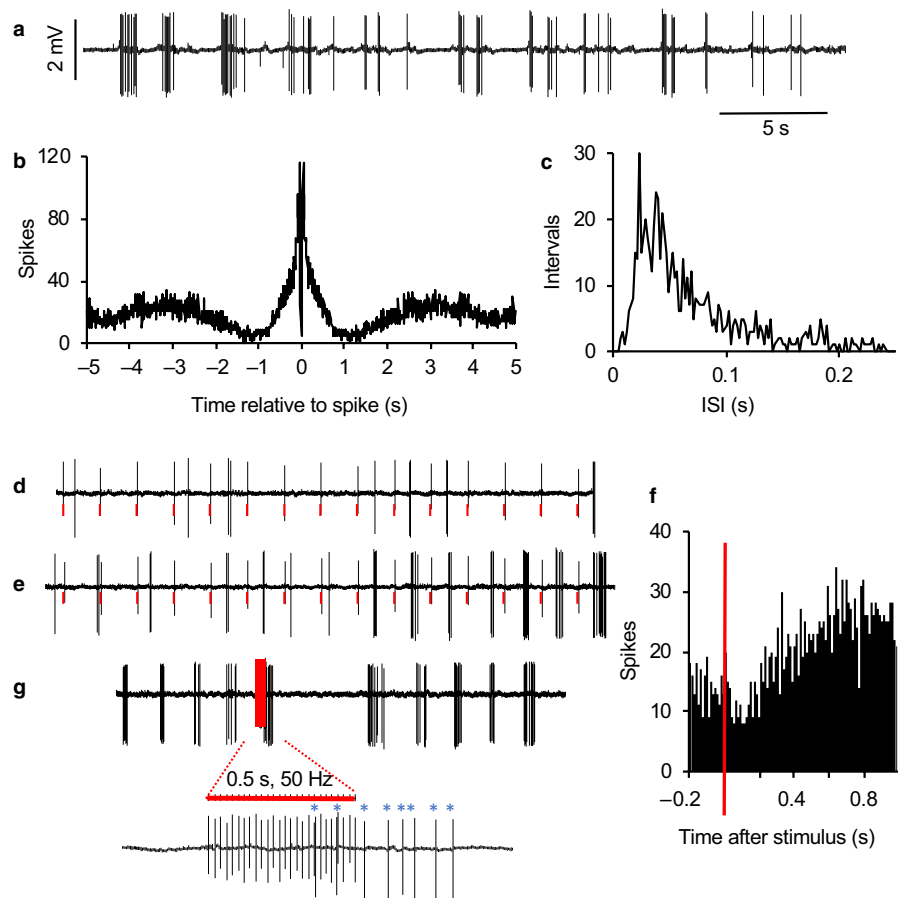 a
2 mV
5 s
b
120
80
40
0
Spikes
–5 –4 –3 –2 –1 0 1 2 3 4 5
Time relative to spike (s)
c
30
20
10
0
Intervals
0 0.1 0.2
ISI (s)
d
e
f
40
30
20
10
0
Spikes
–0.2 0.4 0.8
Time after stimulus (s)
g
0.5 s, 50 Hz
* * * * * * * *